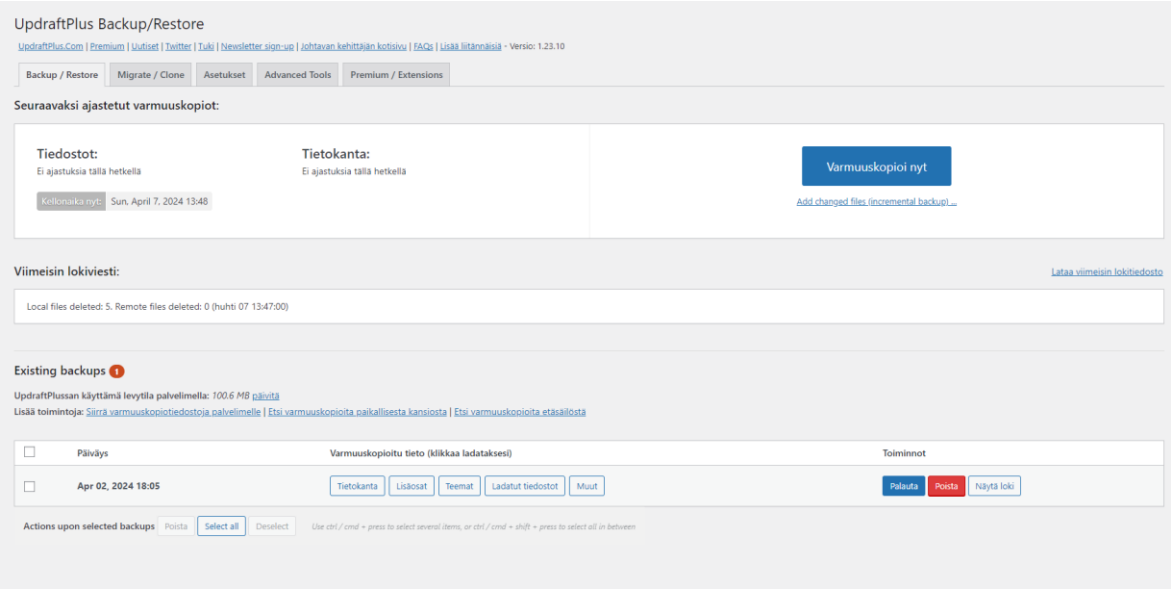 UpdraftPlus Backup/Restore
UpdraftPlus.Com | Premium | Uutiset | Twitter | Tuki | Newsletter sign-up | Johtavan kehittäjän kotisivu | FAQs | Lisää liitännäisiä - Versio: 1.23.10
Backup / Restore Migrate / Clone Asetukset Advanced Tools Premium / Extensions
Seuraavaksi ajastetut varmuuskopiot:
Tiedostot: Tietokanta:
Ei ajastuksia tällä hetkellä Ei ajastuksia tällä hetkellä
Varmuuskopioi nyt
Kellonaika nyt: Sun, April 7, 2024 13:48
Add changed files (incremental backup) ...
Viimeisin lokiviesti: Lataa viimeisin lokitiedosto
Local files deleted: 5. Remote files deleted: 0 (huhti 07 13:47:00)
Existing backups 1
UpdraftPlussan käyttämä levytila palvelimella: 100.6 MB päivitä
Lisää toimintoja: Siirrä varmuuskopiotiedostoja palvelimelle | Etsi varmuuskopioita paikallisesta kansiosta | Etsi varmuuskopioita etäsäilöstä
Päiväys Varmuuskopioitu tieto (klikkaa ladataksesi) Toiminnot
Apr 02, 2024 18:05 Tietokanta Lisäosat Teemat Ladatut tiedostot Muut Palauta Poista Näytä loki
Actions upon selected backups Poista Select all Deselect Use ctrl / cmd + press to select several items, or ctrl / cmd + shift + press to select all in between